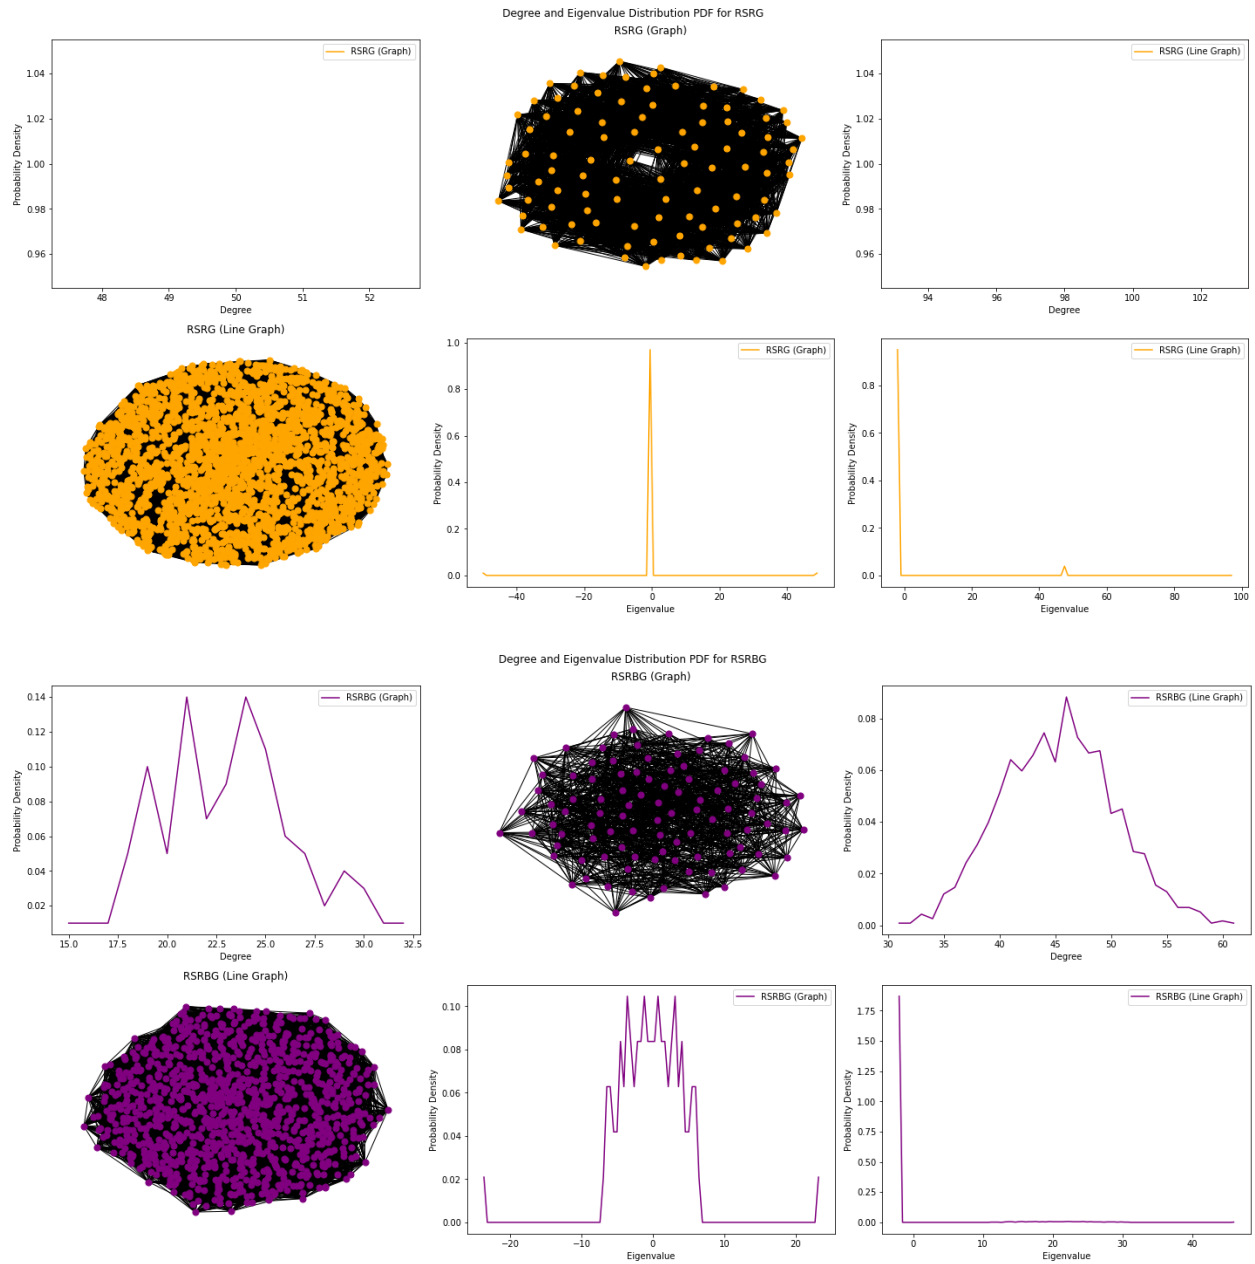 Degree and Eigenvalue Distribution PDF for RSRG
RSRG (Graph)
RSRG (Graph)
1.04
1.02
1.00
0.98
0.96
Probability Density
48 49 50 51 52
Degree
RSRG (Line Graph)
1.04
1.02
1.00
0.98
0.96
Probability Density
94 96 98 100 102
Degree
RSRG (Line Graph)
RSRG (Graph)
1.0
0.8
0.6
0.4
0.2
0.0
Probability Density
−40 −20 0 20 40
Eigenvalue
RSRG (Line Graph)
0.8
0.6
0.4
0.2
0.0
Probability Density
0 20 40 60 80 100
Eigenvalue
Degree and Eigenvalue Distribution PDF for RSRBG
RSRBG (Graph)
RSRBG (Graph)
0.14
0.12
0.10
0.08
0.06
0.04
0.02
Probability Density
15.0 17.5 20.0 22.5 25.0 27.5 30.0 32.5
Degree
RSRBG (Line Graph)
0.08
0.06
0.04
0.02
0.00
Probability Density
30 35 40 45 50 55 60
Degree
RSRBG (Line Graph)
RSRBG (Graph)
0.10
0.08
0.06
0.04
0.02
0.00
Probability Density
−20 −10 0 10 20
Eigenvalue
RSRBG (Line Graph)
1.75
1.50
1.25
1.00
0.75
0.50
0.25
0.00
Probability Density
0 10 20 30 40
Eigenvalue